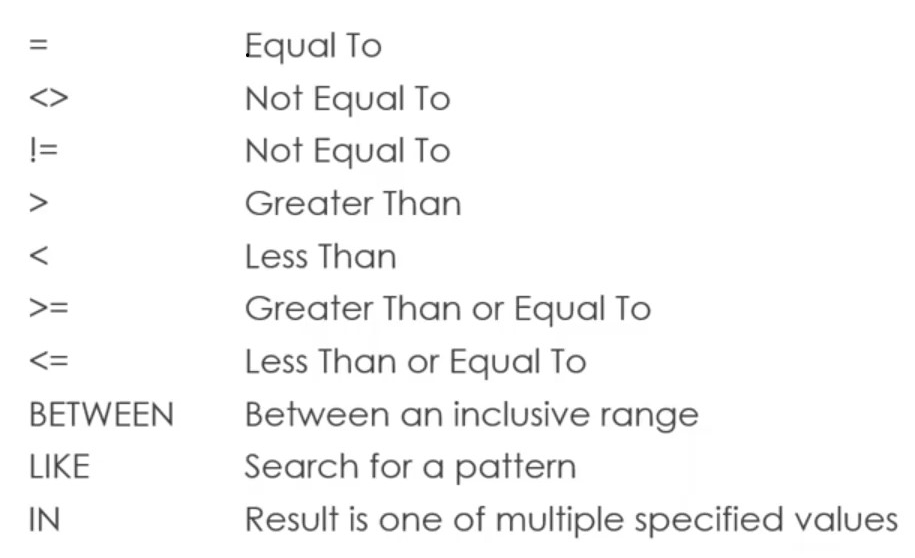 = Equal To
<> Not Equal To
!= Not Equal To
> Greater Than
< Less Than
>= Greater Than or Equal To
<= Less Than or Equal To
BETWEEN Between an inclusive range
LIKE Search for a pattern
IN Result is one of multiple specified values